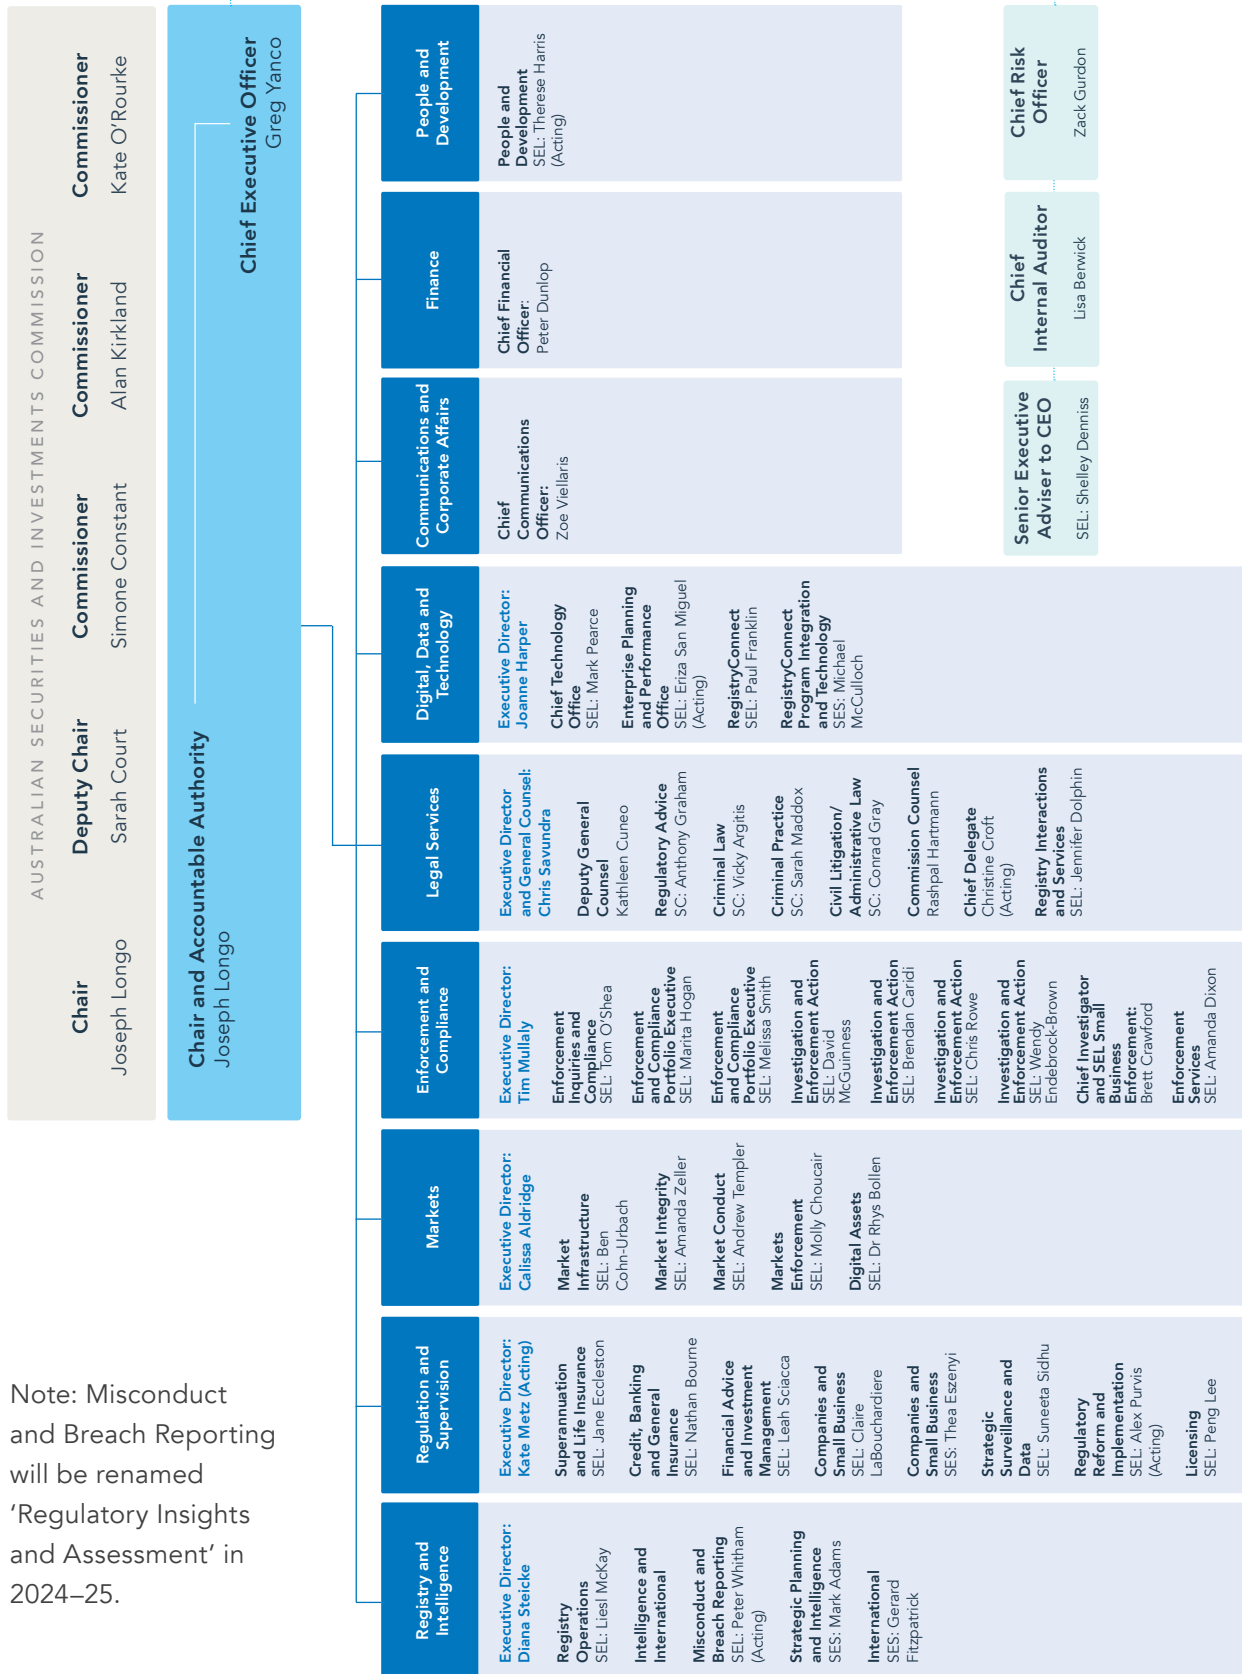 AUSTRALIAN SECURITIES AND INVESTMENTS COMMISSION
Chair
Joseph Longo
Deputy Chair
Sarah Court
Commissioner
Simone Constant
Commissioner
Alan Kirkland
Commissioner
Kate O'Rourke
Chair and Accountable Authority
Joseph Longo
Chief Executive Officer
Greg Yanco
Registry and
Intelligence
Executive Director:
Diana Steicke
Registry
Operations
SEL: Liesl McKay
Intelligence and
International
Misconduct and
Breach Reporting
SEL: Peter Whitham
(Acting)
Strategic Planning
and Intelligence
SES: Mark Adams
International
SES: Gerard
Fitzpatrick
Regulation and
Supervision
Executive Director:
Kate Metz (Acting)
Superannuation
and Life Insurance
SEL: Jane Eccleston
Credit, Banking
and General
Insurance
SEL: Nathan Bourne
Financial Advice
and Investment
Management
SEL: Leah Sciacca
Companies and
Small Business
SEL: Claire
LaBouchardiere
Companies and
Small Business
SES: Thea Eszenyi
Strategic
Surveillance and
Data
SEL: Suneeta Sidhu
Regulatory
Reform and
Implementation
SEL: Alex Purvis
(Acting)
Licensing
SEL: Peng Lee
Markets
Executive Director:
Calissa Aldridge
Market
Infrastructure
SEL: Ben
Cohn-Urbach
Market Integrity
SEL: Amanda Zeller
Market Conduct
SEL: Andrew Templer
Markets
Enforcement
SEL: Molly Choucair
Digital Assets
SEL: Dr Rhys Bollen
Enforcement and
Compliance
Executive Director:
Tim Mullaly
Enforcement
Inquiries and
Compliance
SEL: Tom O'Shea
Enforcement
and Compliance
Portfolio Executive
SEL: Marita Hogan
Enforcement
and Compliance
Portfolio Executive
SEL: Melissa Smith
Investigation and
Enforcement Action
SEL: David
McGuinness
Investigation and
Enforcement Action
SEL: Brendan Caridi
Investigation and
Enforcement Action
SEL: Chris Rowe
Investigation and
Enforcement Action
SEL: Wendy
Endebrock-Brown
Chief Investigator
and SEL Small
Business
Enforcement:
Brett Crawford
Enforcement
Services
SEL: Amanda Dixon
Legal Services
Executive Director
and General Counsel:
Chris Savundra
Deputy General
Counsel
Kathleen Cuneo
Regulatory Advice
SC: Anthony Graham
Criminal Law
SC: Vicky Argitis
Criminal Practice
SC: Sarah Maddox
Civil Litigation/
Administrative Law
SC: Conrad Gray
Commission Counsel
Rashpal Hartmann
Chief Delegate
Christine Croft
(Acting)
Registry Interactions
and Services
SEL: Jennifer Dolphin
Digital, Data and
Technology
Executive Director:
Joanne Harper
Chief Technology
Office
SEL: Mark Pearce
Enterprise Planning
and Performance
Office
SEL: Eriza San Miguel
(Acting)
RegistryConnect
SEL: Paul Franklin
RegistryConnect
Program Integration
and Technology
SES: Michael
McCulloch
Communications and
Corporate Affairs
Chief
Communications
Officer:
Zoe Viellaris
Finance
Chief Financial
Officer:
Peter Dunlop
People and
Development
People and
Development
SEL: Therese Harris
(Acting)
Senior Executive
Adviser to CEO
SEL: Shelley Denniss
Chief
Internal Auditor
Lisa Berwick
Chief Risk
Officer
Zack Gurdon
Note: Misconduct
and Breach Reporting
will be renamed
‘Regulatory Insights
and Assessment’ in
2024–25.